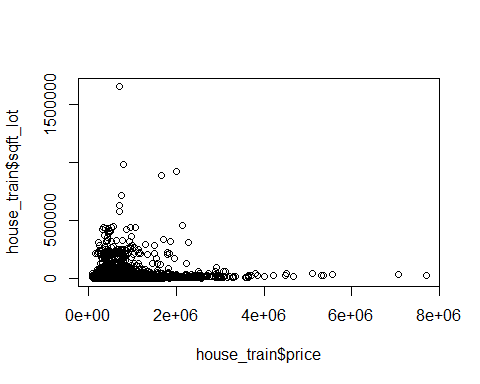 house_train$sqft_lot
1500000
500000
0
0e+00 2e+06 4e+06 6e+06 8e+06
house_train$price